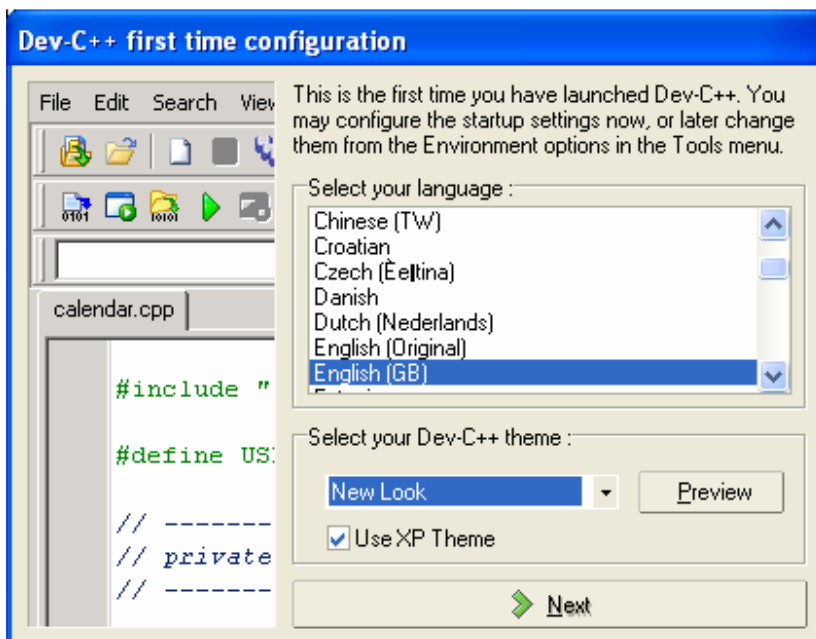 Dev-C++ first time configuration
File Edit Search View
calendar.cpp
#include "
#define US
// -------
// private
// -------
This is the first time you have launched Dev-C++. You
may configure the startup settings now, or later change
them from the Environment options in the Tools menu.
Select your language :
Chinese (TW)
Croatian
Czech (Èeština)
Danish
Dutch (Nederlands)
English (Original)
English (GB)
Select your Dev-C++ theme :
New Look
Preview
Use XP Theme
Next